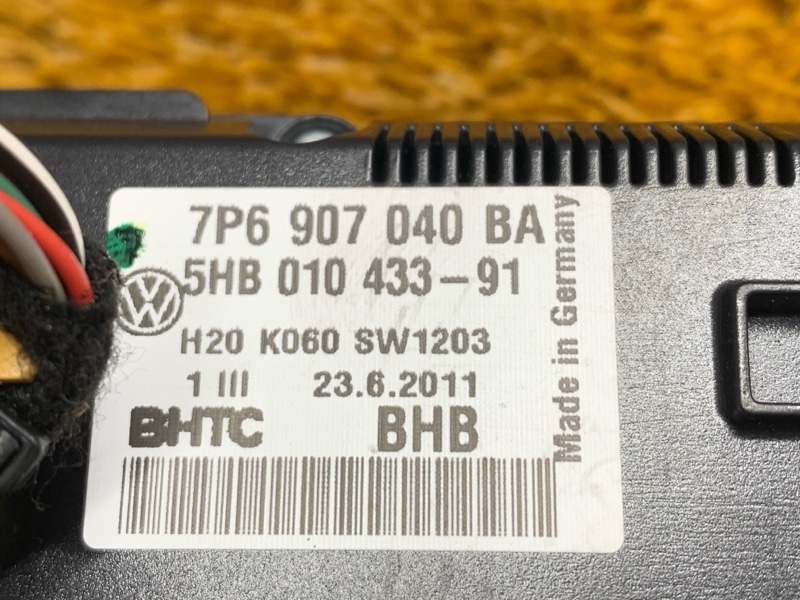 7P6 907 040 BA
5HB 010 433-91
H20 K060 SW1203
1 III 23.6.2011
BHTC BHB
Made in Germany